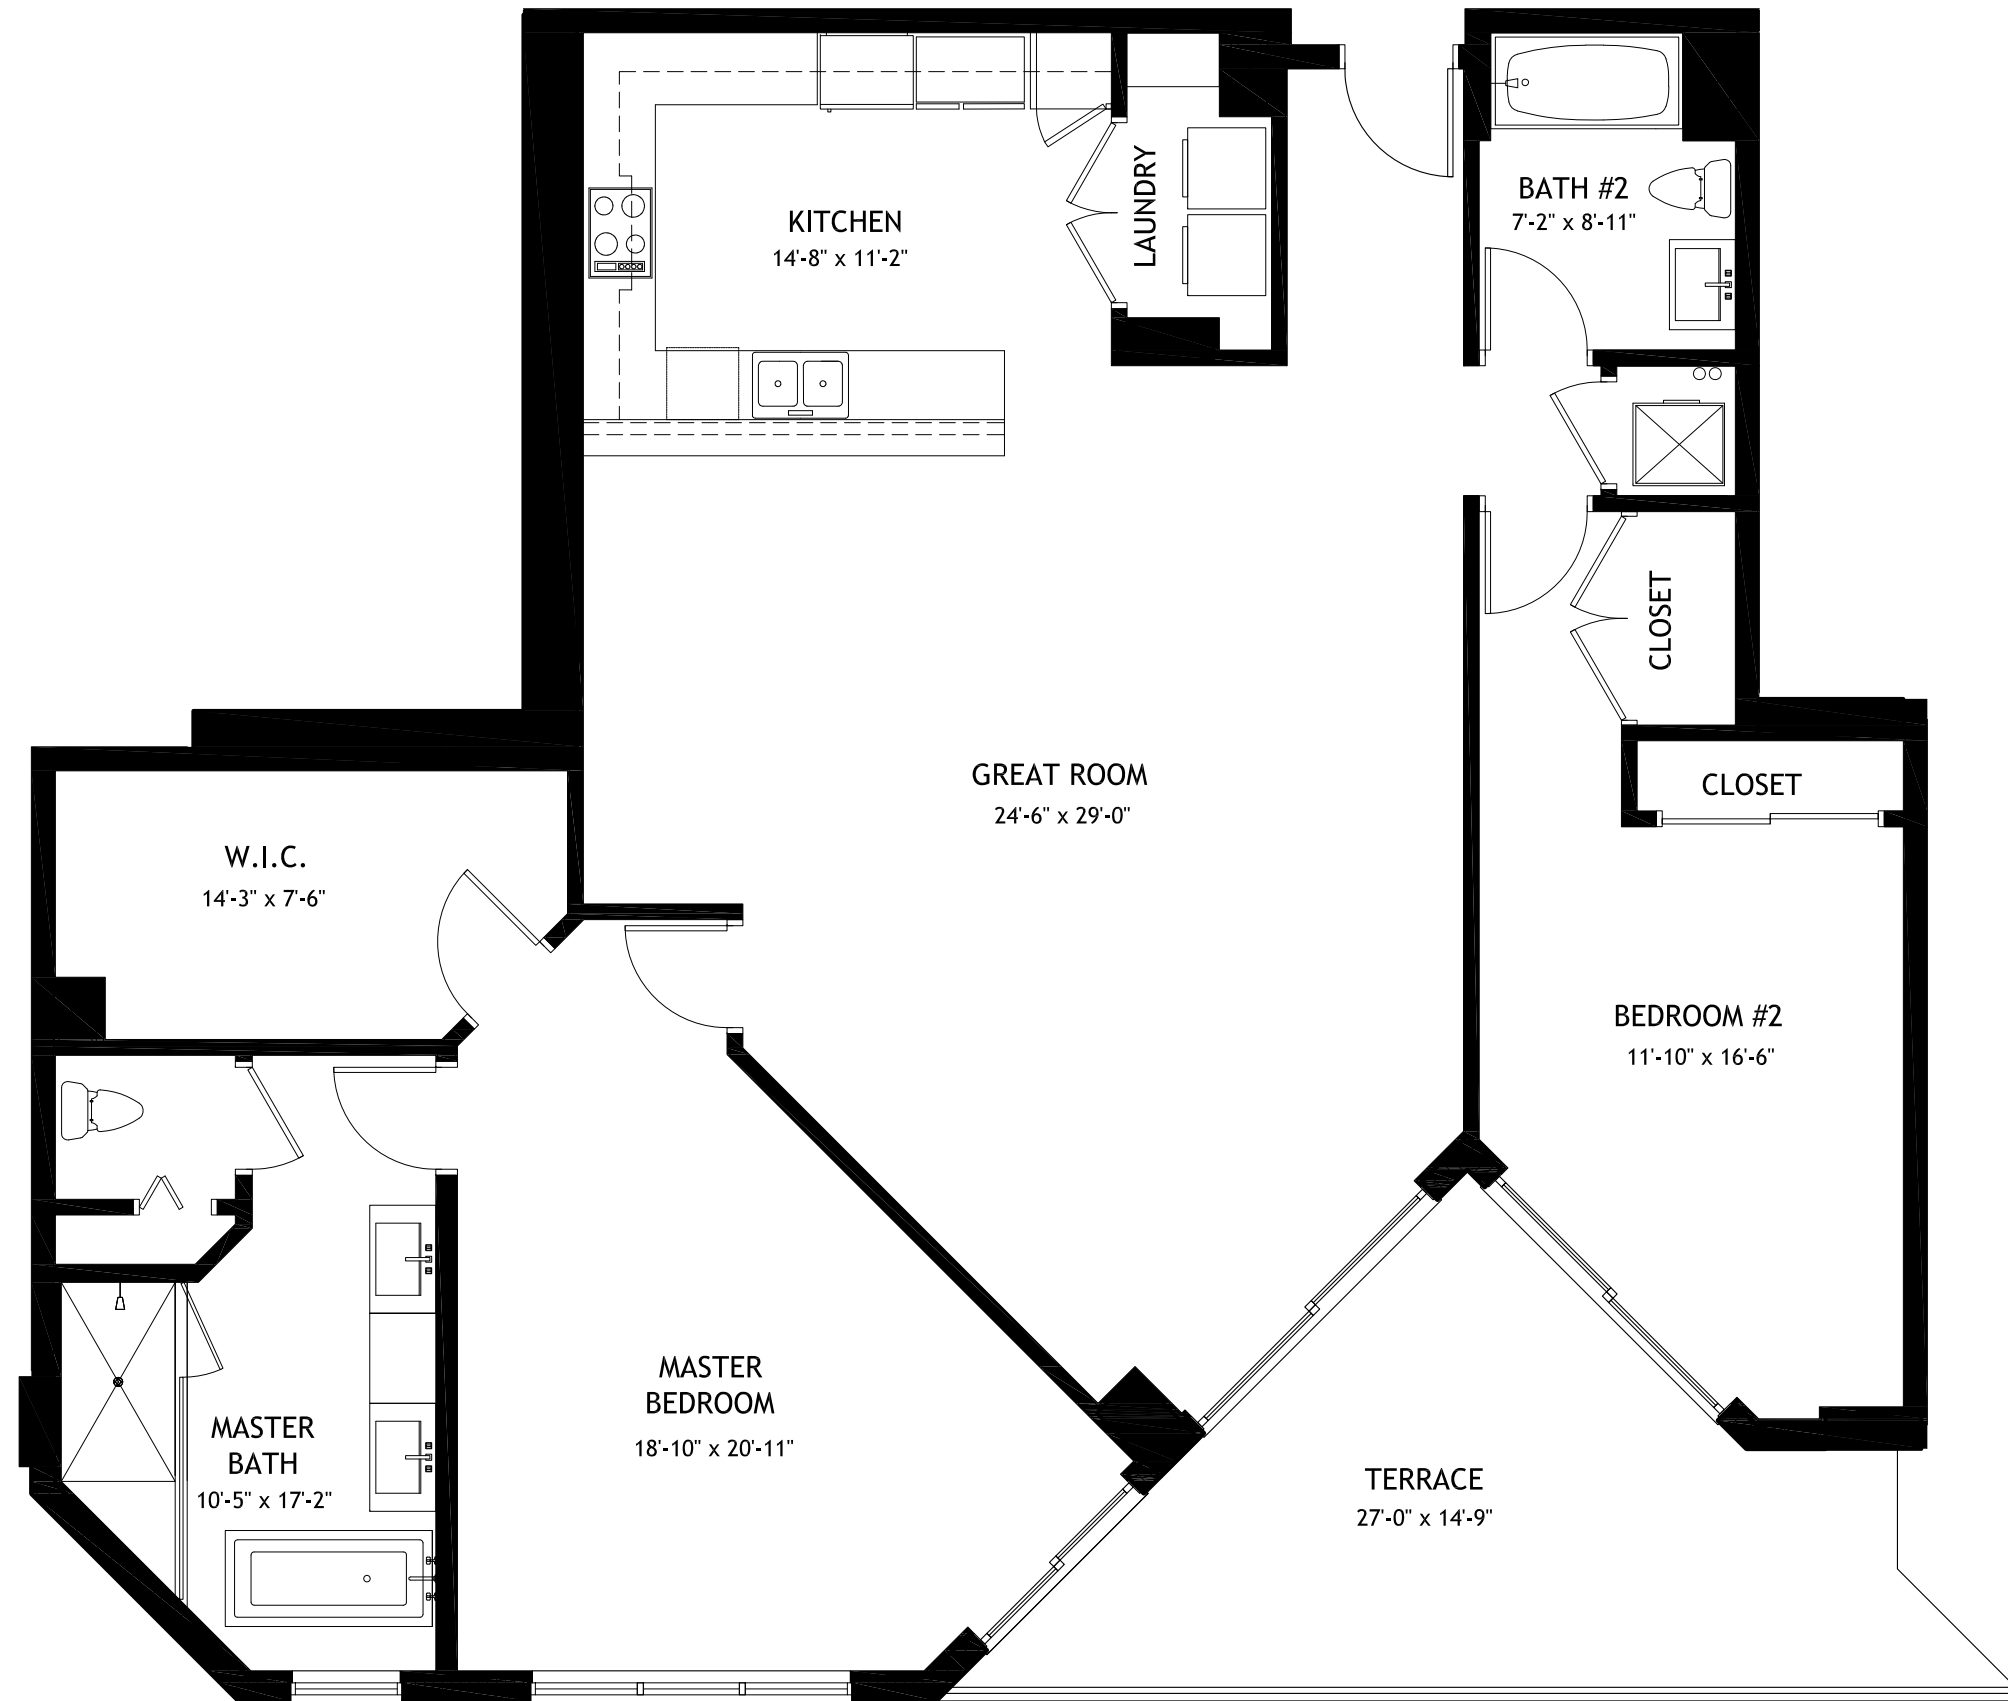 KITCHEN
14'-8" x 11'-2"
LAUNDRY
BATH #2
7'-2" x 8'-11"
CLOSET
CLOSET
GREAT ROOM
24'-6" x 29'-0"
W.I.C.
14'-3" x 7'-6"
BEDROOM #2
11'-10" x 16'-6"
MASTER
BEDROOM
18'-10" x 20'-11"
MASTER
BATH
10'-5" x 17'-2"
TERRACE
27'-0" x 14'-9"